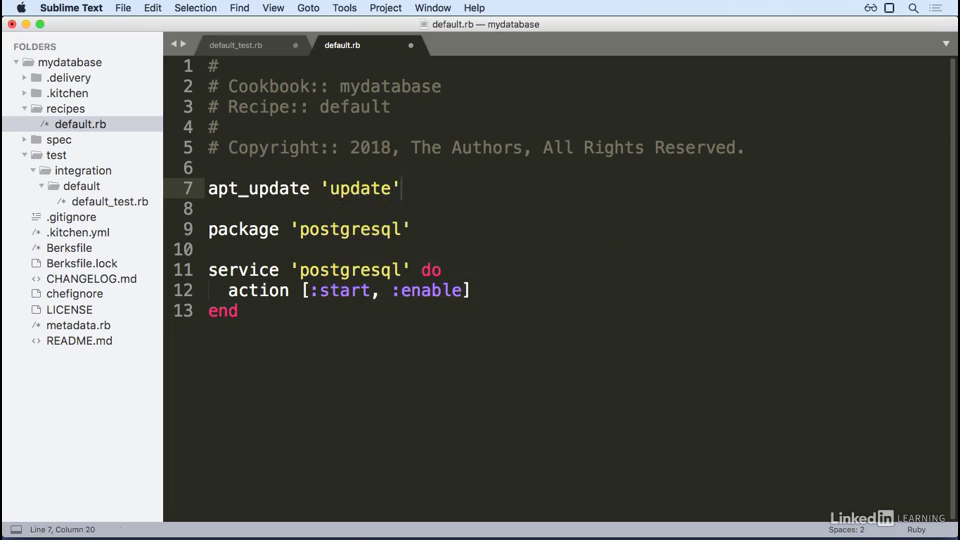 Sublime Text File Edit Selection Find View Goto Tools Project Window Help
default.rb — mydatabase
FOLDERS
mydatabase
.delivery
.kitchen
recipes
default.rb
spec
test
integration
default
default_test.rb
.gitignore
.kitchen.yml
Berksfile
Berksfile.lock
CHANGELOG.md
chefignore
LICENSE
metadata.rb
README.md
default_test.rb default.rb
1 #
2 # Cookbook:: mydatabase
3 # Recipe:: default
4 #
5 # Copyright:: 2018, The Authors, All Rights Reserved.
6
7 apt_update 'update'
8
9 package 'postgresql'
10
11 service 'postgresql' do
12 action [:start, :enable]
13 end
LinkedIn LEARNING
Line 7, Column 20 Spaces: 2 Ruby